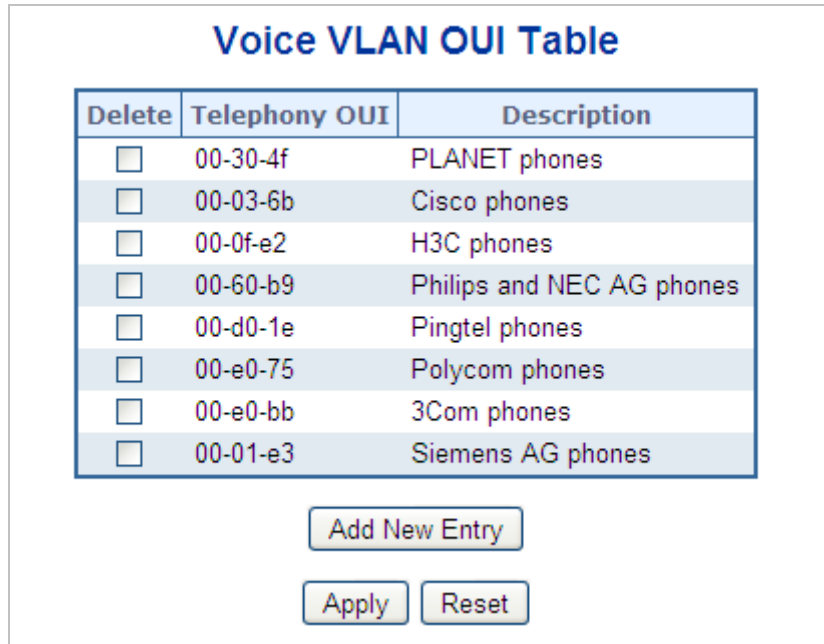 Voice VLAN OUI Table
Delete Telephony OUI Description
00-30-4f PLANET phones
00-03-6b Cisco phones
00-0f-e2 H3C phones
00-60-b9 Philips and NEC AG phones
00-d0-1e Pingtel phones
00-e0-75 Polycom phones
00-e0-bb 3Com phones
00-01-e3 Siemens AG phones
Add New Entry
Apply Reset